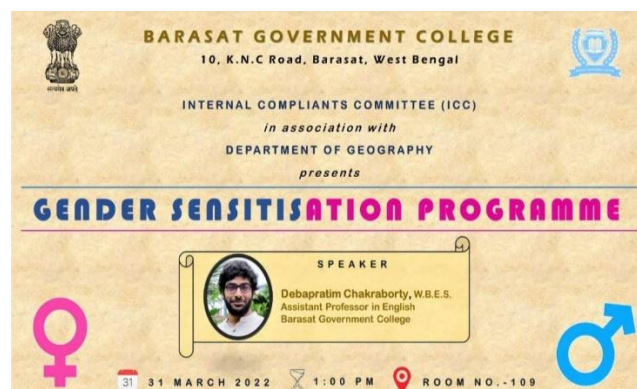 BARASAT GOVERNMENT COLLEGE
10, K.N.C Road, Barasat, West Bengal
INTERNAL COMPLIANTS COMMITTEE (ICC)
in association with
DEPARTMENT OF GEOGRAPHY
presents
GENDER SENSITISATION PROGRAMME
SPEAKER
Debapratim Chakraborty, W.B.E.S.
Assistant Professor in English
Barasat Government College
31 31 MARCH 2022 1:00 PM ROOM NO.-109